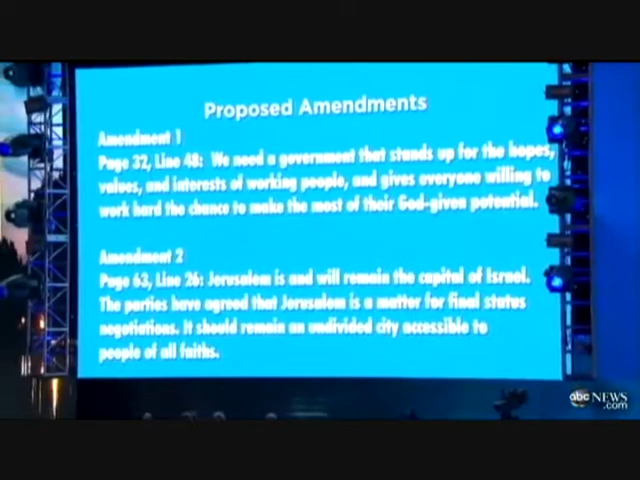 Proposed Amendments
Amendment 1
Page 32, Line 48: We need a government that stands up for the hopes,
values, and interests of working people, and gives everyone willing to
work hard the chance to make the most of their God-given potential.
Amendment 2
Page 63, Line 26: Jerusalem is and will remain the capital of Israel.
The parties have agreed that Jerusalem is a matter for final status
negotiations. It should remain an undivided city accessible to
people of all faiths.
abc NEWS
.com